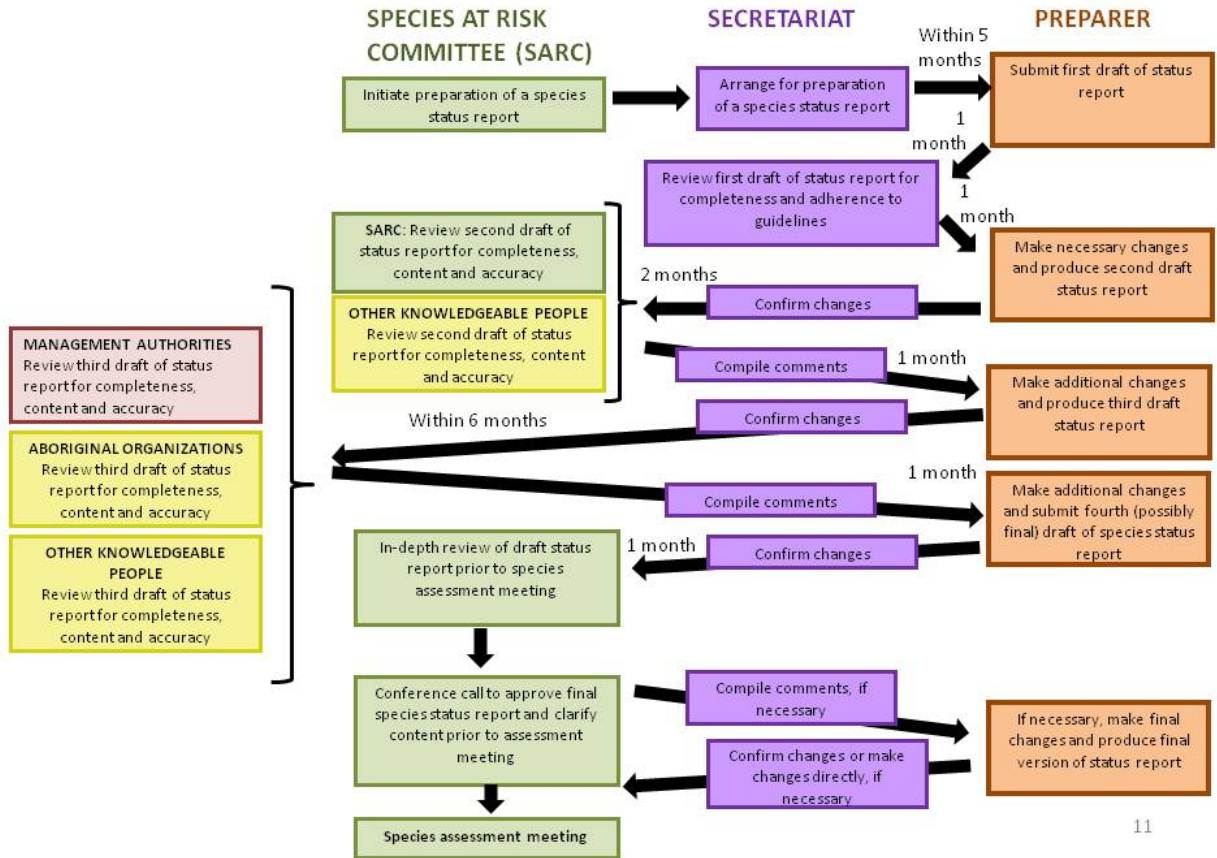 SPECIES AT RISK
COMMITTEE (SARC)
SECRETARIAT
PREPARER
Initiate preparation of a species
status report
Arrange for preparation
of a species status report
Within 5
months
Submit first draft of status
report
1
month
Review first draft of status report for
completeness and adherence to
guidelines
1
month
Make necessary changes
and produce second draft
status report
SARC: Review second draft of
status report for completeness,
content and accuracy
OTHER KNOWLEDGEABLE PEOPLE
Review second draft of status
report for completeness, content
and accuracy
2 months
Confirm changes
Compile comments
1 month
Make additional changes
and produce third draft
status report
Confirm changes
Within 6 months
MANAGEMENT AUTHORITIES
Review third draft of status
report for completeness,
content and accuracy
ABORIGINAL ORGANIZATIONS
Review third draft of status
report for completeness,
content and accuracy
OTHER KNOWLEDGEABLE
PEOPLE
Review third draft of status
report for completeness,
content and accuracy
Compile comments
1 month
Make additional changes
and submit fourth (possibly
final) draft of species status
report
Confirm changes
1 month
In-depth review of draft status
report prior to species
assessment meeting
Conference call to approve final
species status report and clarify
content prior to assessment
meeting
Compile comments, if
necessary
If necessary, make final
changes and produce final
version of status report
Confirm changes or make
changes directly, if
necessary
Species assessment meeting
11